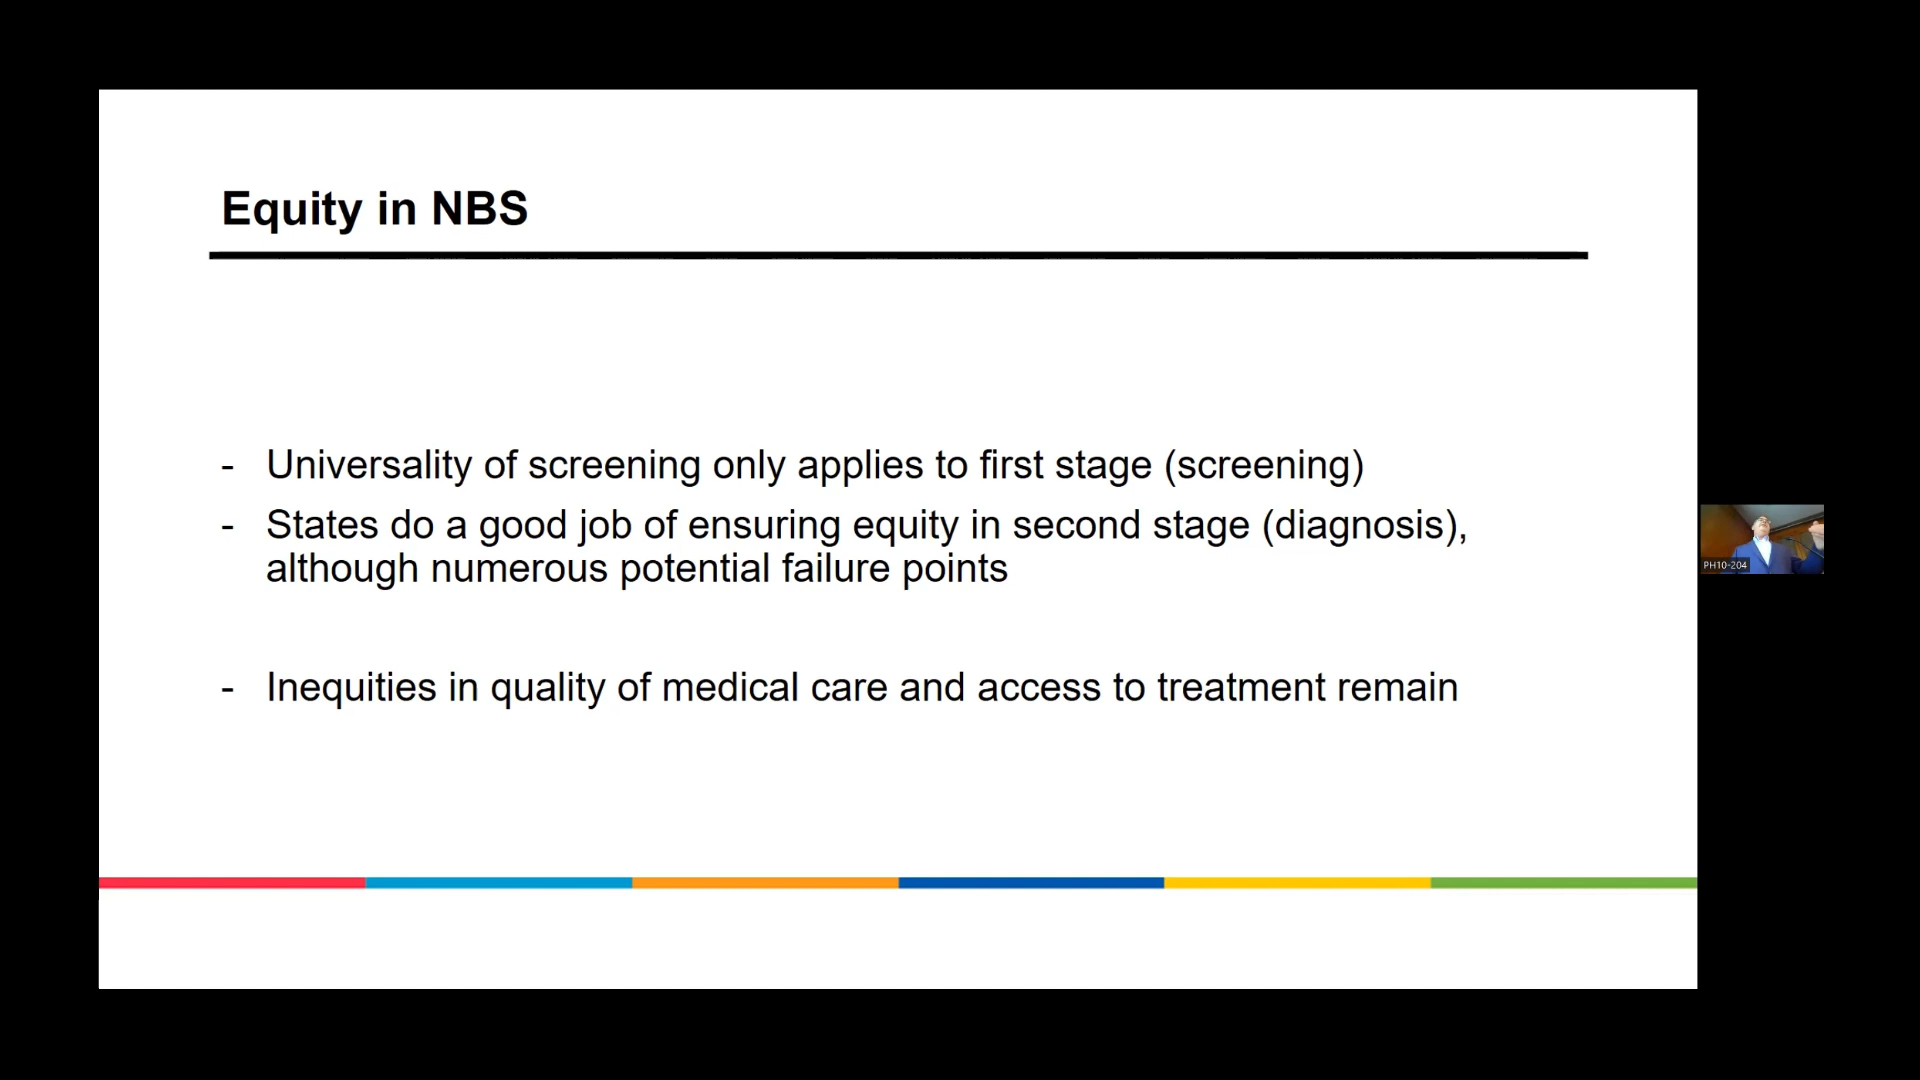 Equity in NBS
- Universality of screening only applies to first stage (screening)
- States do a good job of ensuring equity in second stage (diagnosis),
although numerous potential failure points
- Inequities in quality of medical care and access to treatment remain
PH10-204